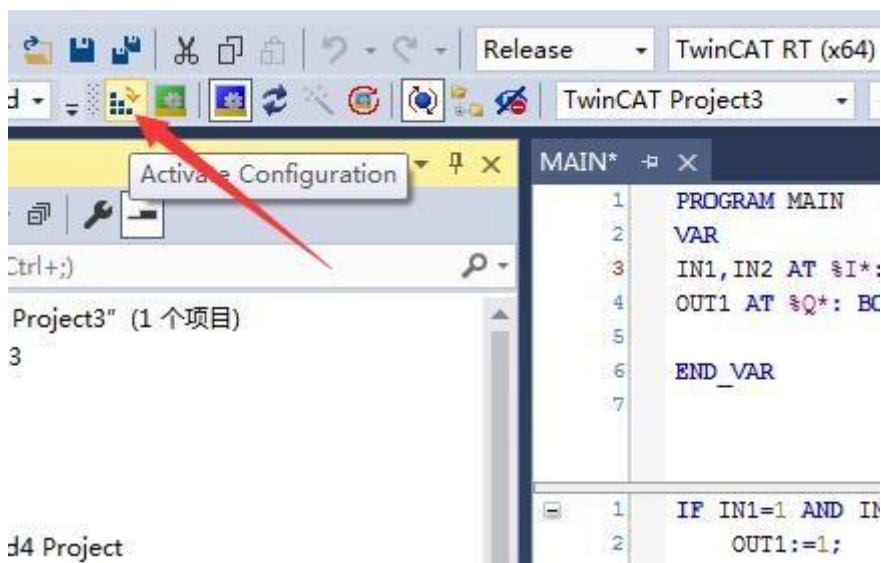 Release TwinCAT RT (x64)
d TwinCAT Project3
Activate Configuration
MAIN*
Ctrl+;)
Project3" (1 个项目)
3
d4 Project
1 PROGRAM MAIN
2 VAR
3 IN1,IN2 AT %I*:
4 OUT1 AT %Q*: BO
5
6 END_VAR
7
1 IF IN1=1 AND IN
2 OUT1:=1;